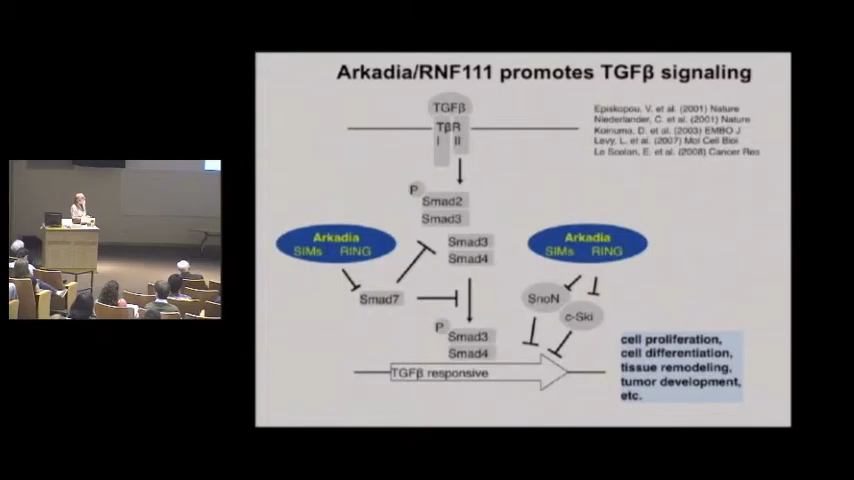 Arkadia/RNF111 promotes TGFβ signaling
TGFβ
TβR
I II
Episkopou, V. et al. (2001) Nature
Niederlander, C. et al. (2001) Nature
Koinuma, D. et al. (2003) EMBO J
Levy, L. et al. (2007) Mol Cell Biol
Le Scolan, E. et al. (2008) Cancer Res
P
Smad2
Smad3
Arkadia
SIMs RING
Smad3
Smad4
Arkadia
SIMs RING
Smad7
SnoN
c-Ski
P
Smad3
Smad4
TGFβ responsive
cell proliferation,
cell differentiation,
tissue remodeling,
tumor development,
etc.